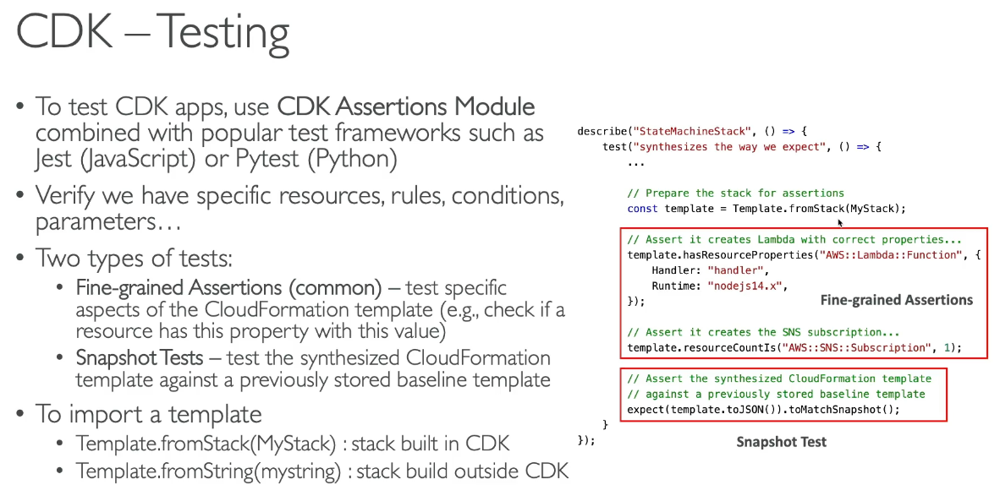 CDK – Testing
• To test CDK apps, use CDK Assertions Module
combined with popular test frameworks such as
Jest (JavaScript) or Pytest (Python)
• Verify we have specific resources, rules, conditions,
parameters…
• Two types of tests:
• Fine-grained Assertions (common) – test specific
aspects of the CloudFormation template (e.g., check if a
resource has this property with this value)
• Snapshot Tests – test the synthesized CloudFormation
template against a previously stored baseline template
• To import a template
• Template.fromStack(MyStack) : stack built in CDK
• Template.fromString(mystring) : stack build outside CDK
describe("StateMachineStack", () => {
test("synthesizes the way we expect", () => {
...
// Prepare the stack for assertions
const template = Template.fromStack(MyStack);
// Assert it creates Lambda with correct properties...
template.hasResourceProperties("AWS::Lambda::Function", {
Handler: "handler",
Runtime: "nodejs14.x",
});
Fine-grained Assertions
// Assert it creates the SNS subscription...
template.resourceCountIs("AWS::SNS::Subscription", 1);
// Assert the synthesized CloudFormation template
// against a previously stored baseline template
expect(template.toJSON()).toMatchSnapshot();
}
});
Snapshot Test